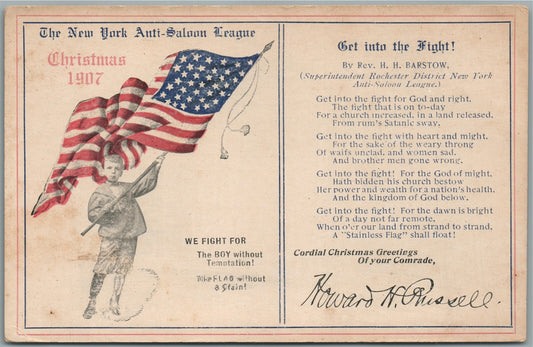 The New York Anti-Saloon League
Christmas
1907
WE FIGHT FOR
The BOY without
Temptation!
The FLAG without
a Stain!
Get into the Fight!
By Rev. H. H. BARSTOW,
(Superintendent Rochester District New York
Anti-Saloon League.)
Get into the fight for God and right,
The fight that is on to-day
For a church increased, in a land released,
From rum's Satanic sway.
Get into the fight with heart and might,
For the sake of the weary throng
Of waifs unclad, and women sad,
And brother men gone wrong.
Get into the fight! For the God of might,
Hath bidden his church bestow
Her power and wealth for a nation's health,
And the kingdom of God below.
Get into the fight! For the dawn is bright
Of a day not far remote,
When o'er our land from strand to strand,
A "Stainless Flag" shall float!
Cordial Christmas Greetings
Of your Comrade,
Howard H. Russell.